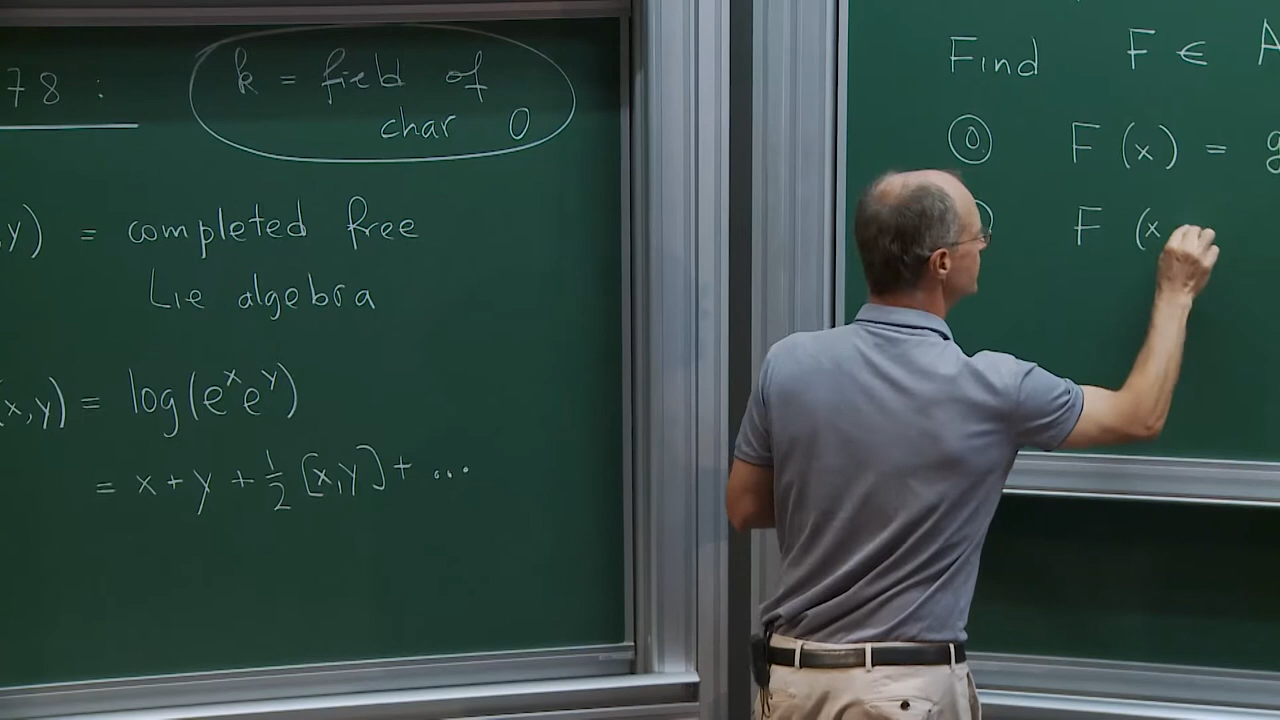 78 :
k = field of
char 0
,y) = completed free
Lie algebra
(x,y) = log(e^x e^y)
= x + y + 1/2 [x,y] + ...
Find F ∈ A
0 F (x) = g
F (x